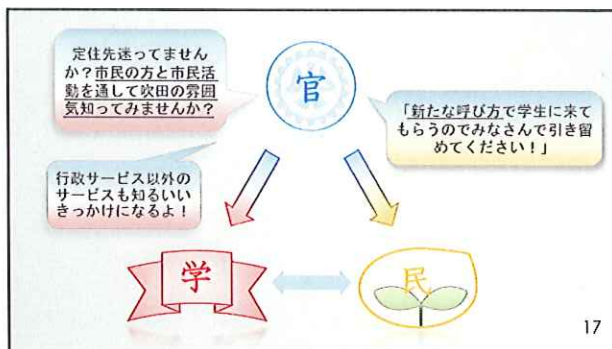 定住先迷ってません
か？市民の方と市民活
動を通して吹田の雰囲
気知ってみませんか？
官
「新たな呼び方で学生に来て
もらうのでみなさんで引き留
めてください！」
行政サービス以外の
サービスも知るいい
きっかけになるよ！
学
民
17